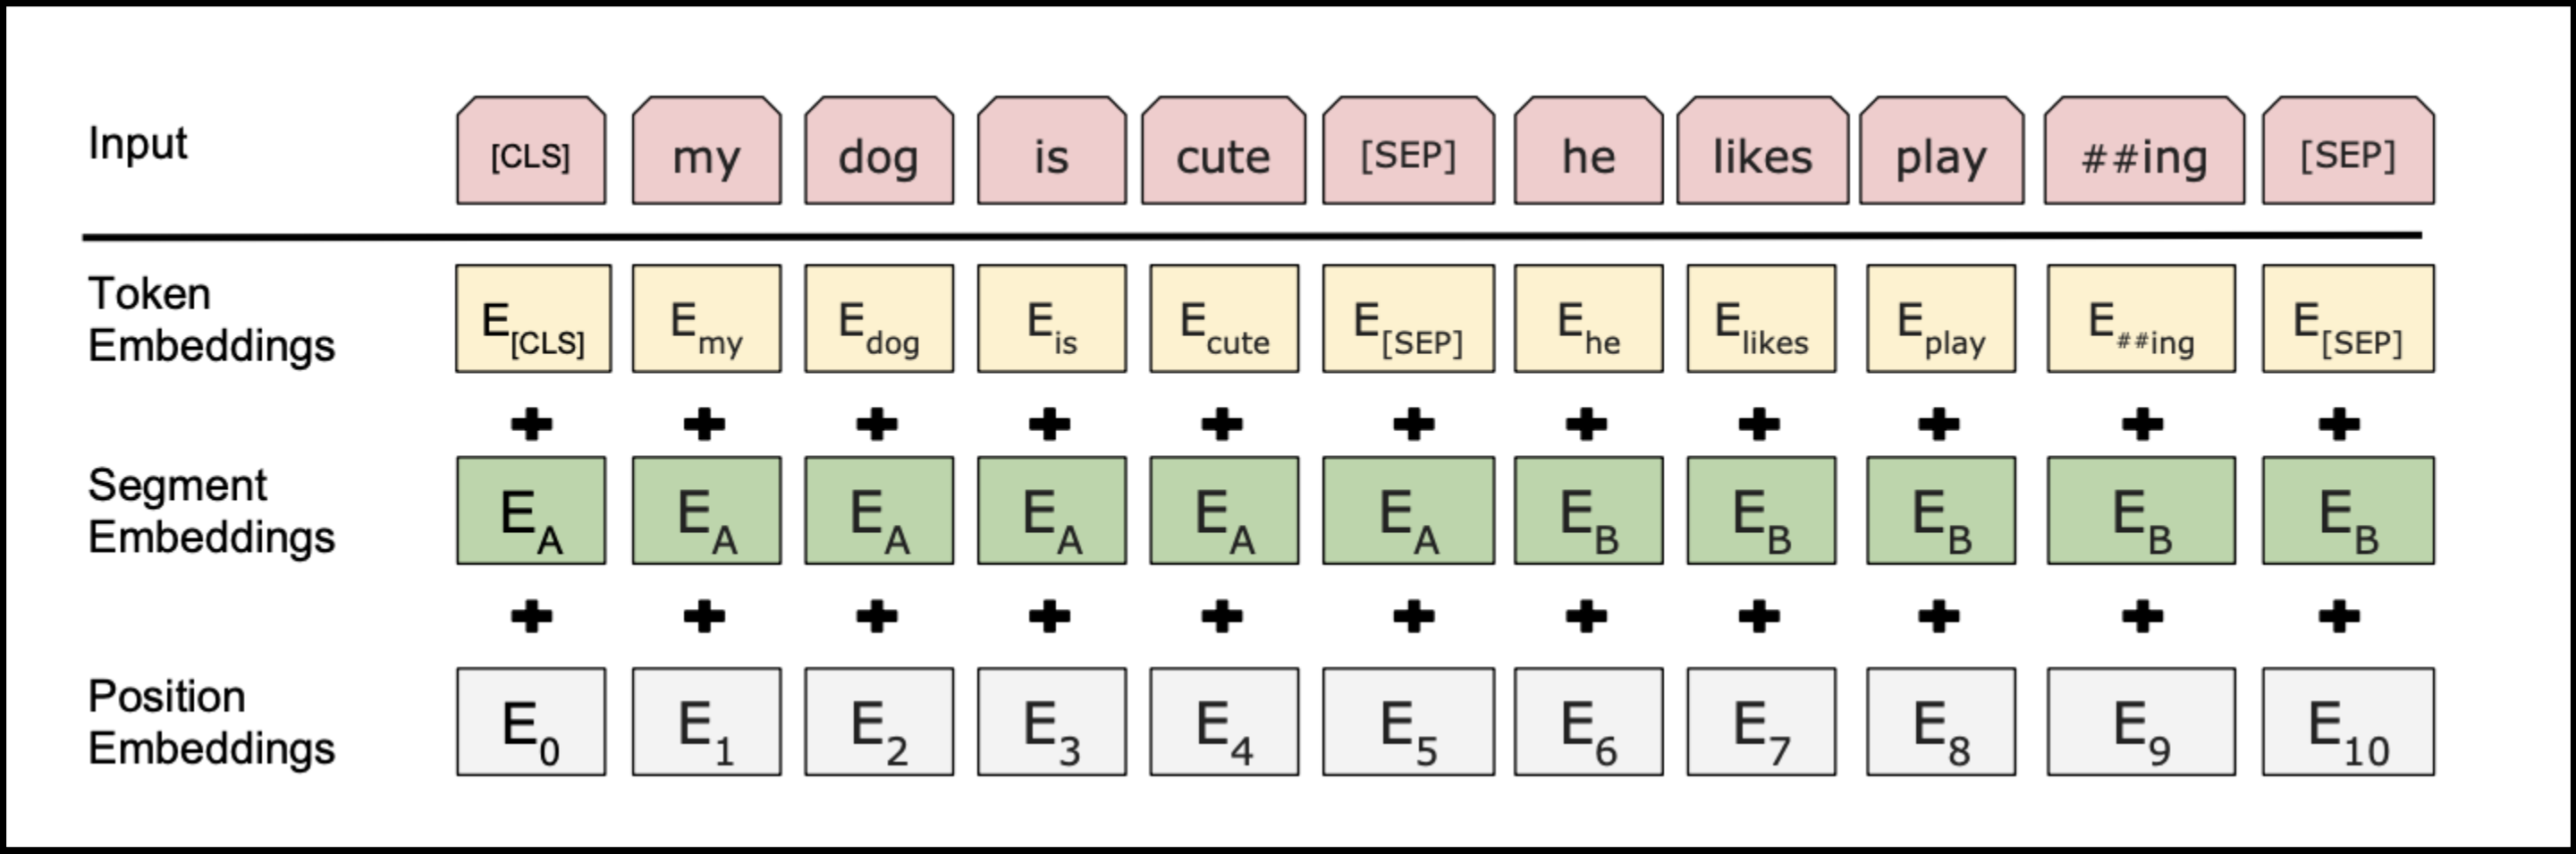 Input [CLS] my dog is cute [SEP] he likes play ##ing [SEP]
Token Embeddings E[CLS] Emy Edog Eis Ecute E[SEP] Ehe Elikes Eplay E##ing E[SEP]
+ + + + + + + + + + +
Segment Embeddings EA EA EA EA EA EA EB EB EB EB EB
+ + + + + + + + + + +
Position Embeddings E0 E1 E2 E3 E4 E5 E6 E7 E8 E9 E10